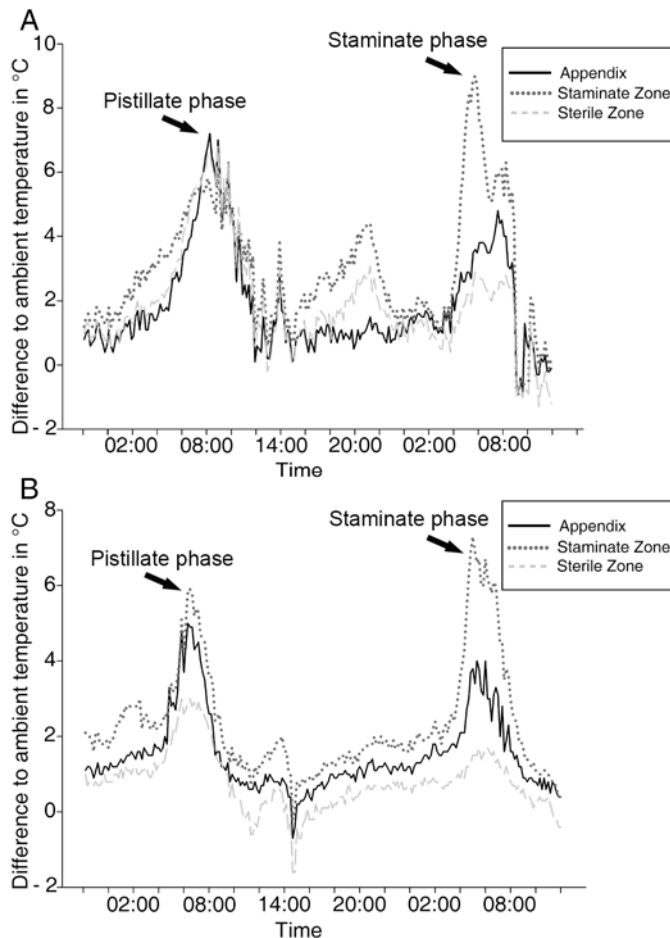 A
Difference to ambient temperature in °C
10
8
6
4
2
0
- 2
Pistillate phase
Staminate phase
Appendix
Staminate Zone
Sterile Zone
02:00 08:00 14:00 20:00 02:00 08:00
Time
B
Difference to ambient temperature in °C
8
6
4
2
0
- 2
Pistillate phase
Staminate phase
Appendix
Staminate Zone
Sterile Zone
02:00 08:00 14:00 20:00 02:00 08:00
Time